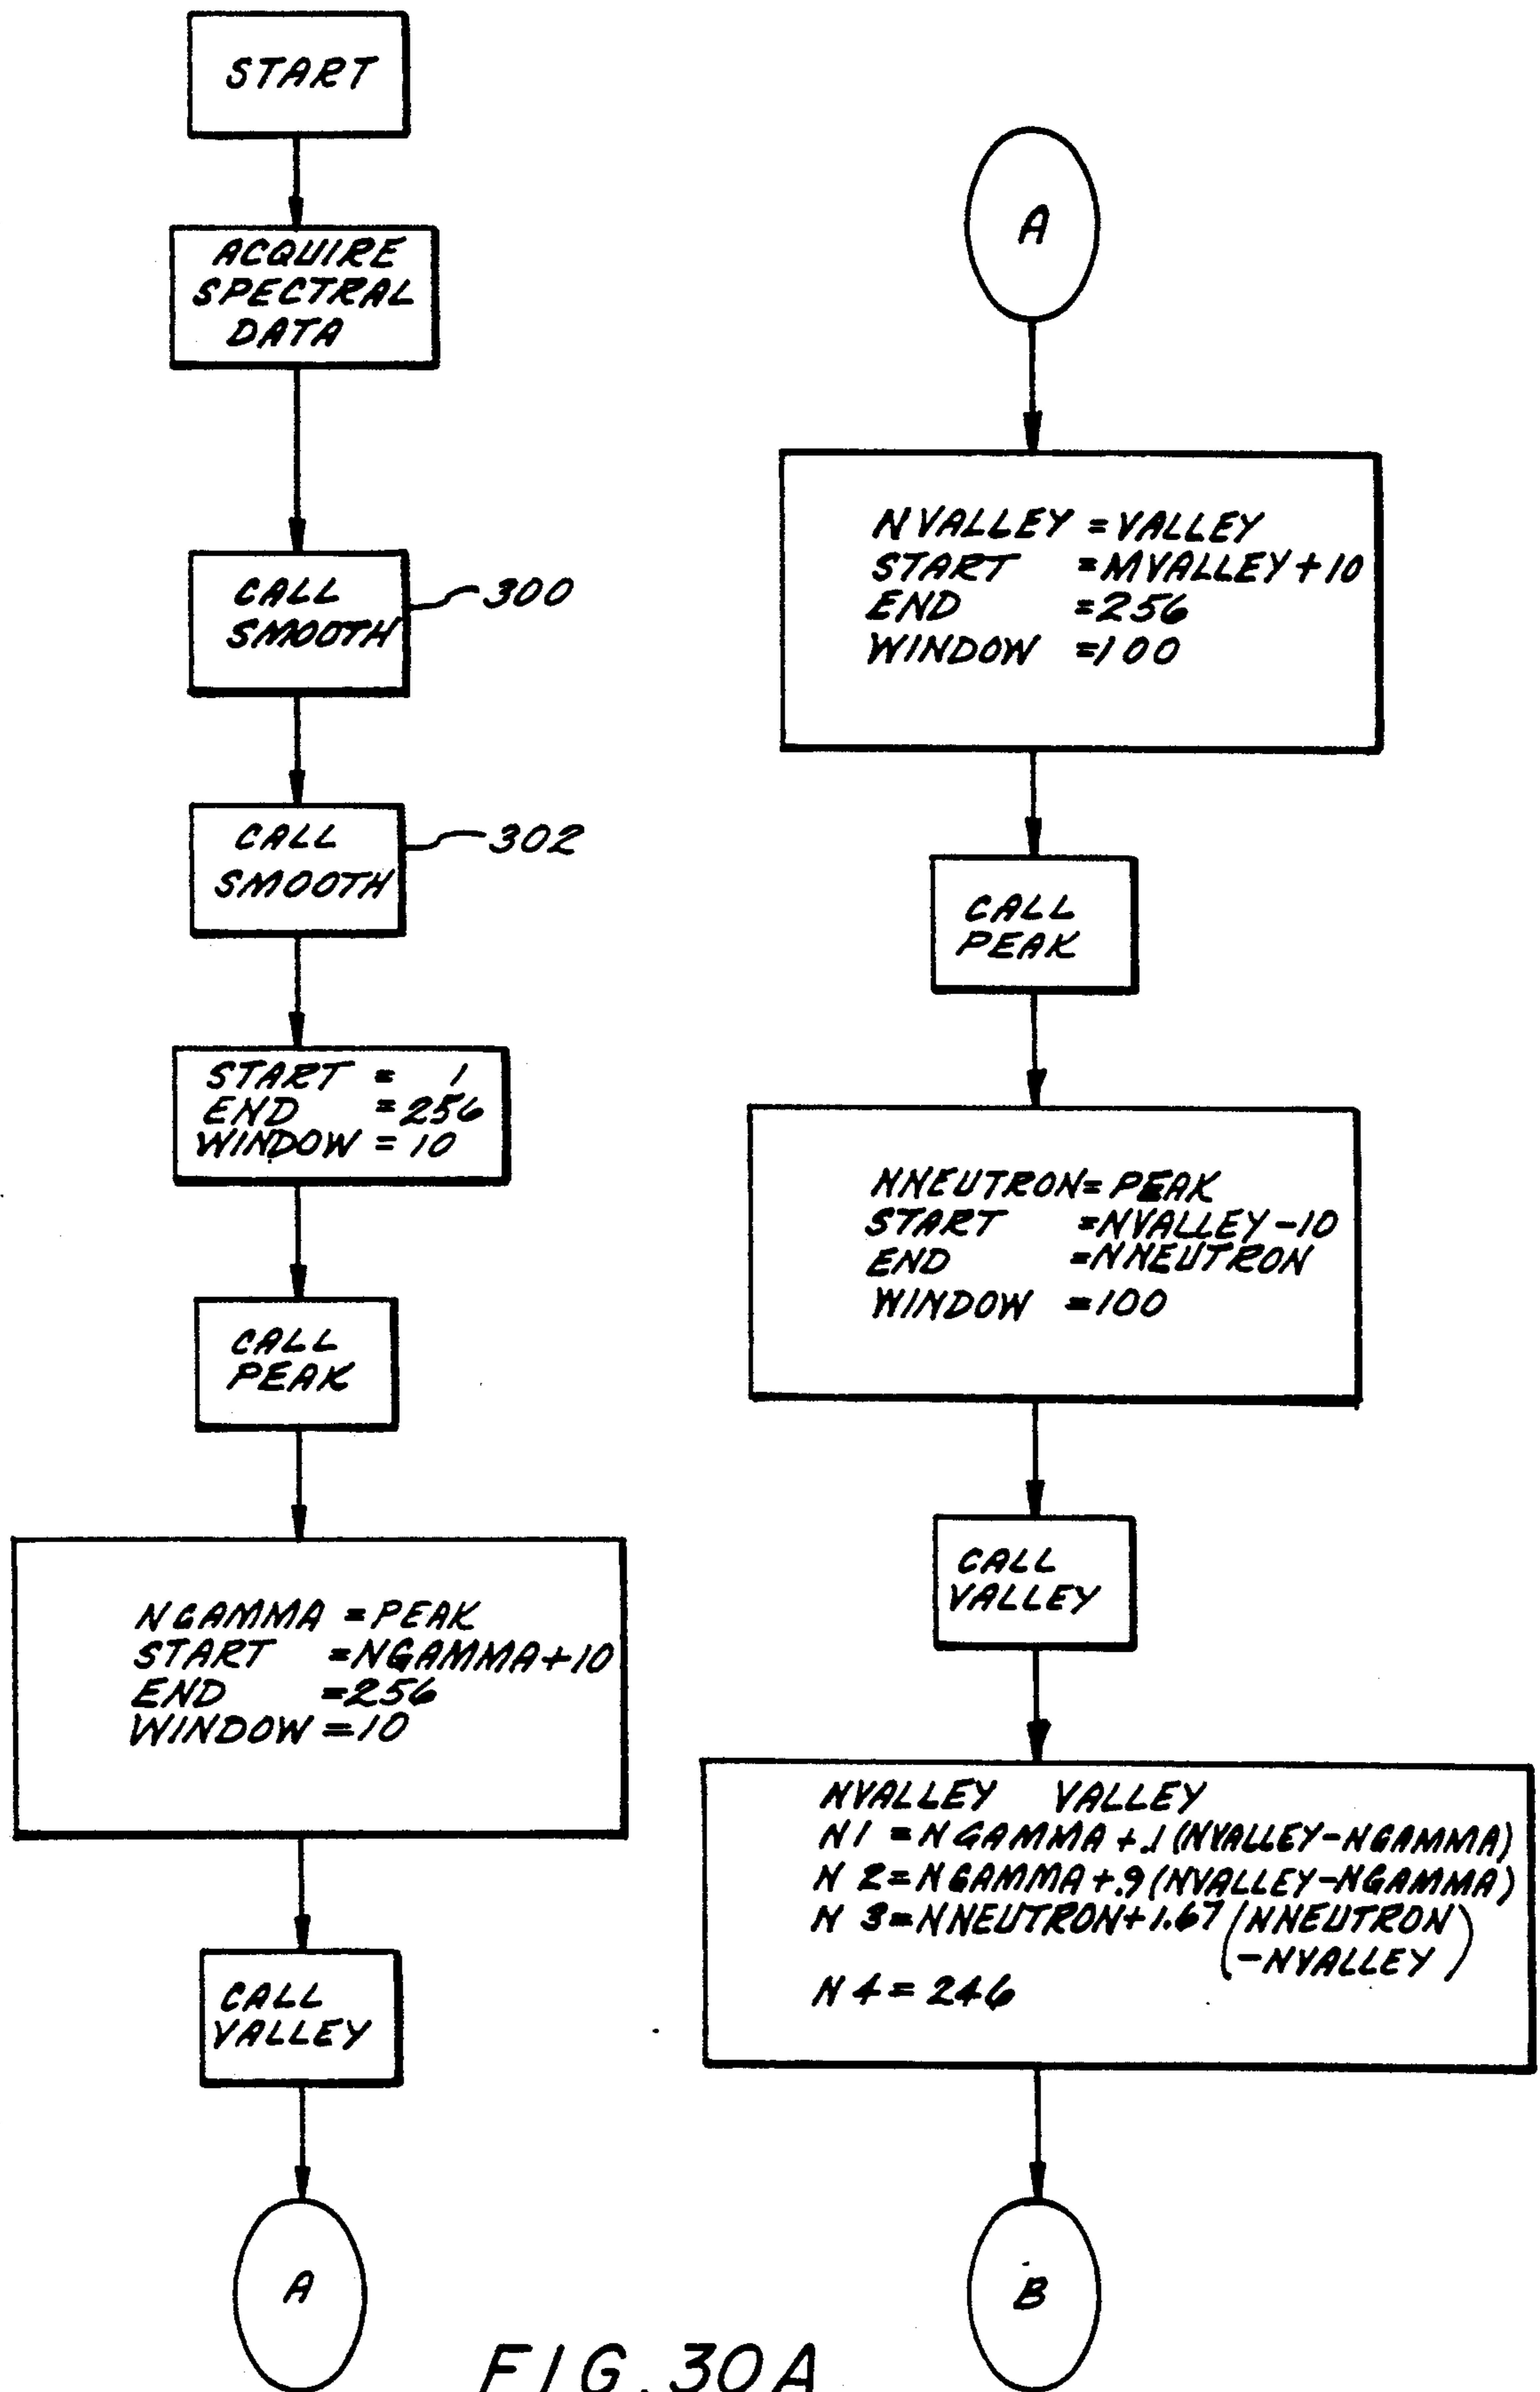 START
ACQUIRE
SPECTRAL
DATA
CALL
SMOOTH
300
CALL
SMOOTH
302
START = 1
END = 256
WINDOW = 10
CALL
PEAK
NGAMMA = PEAK
START = NGAMMA+10
END = 256
WINDOW = 10
CALL
VALLEY
A
A
NVALLEY = VALLEY
START = MVALLEY+10
END = 256
WINDOW = 100
CALL
PEAK
NNEUTRON = PEAK
START = NVALLEY-10
END = NNEUTRON
WINDOW = 100
CALL
VALLEY
NVALLEY VALLEY
N1 = NGAMMA+.1(NVALLEY-NGAMMA)
N2 = NGAMMA+.9(NVALLEY-NGAMMA)
N3 = NNEUTRON+1.67(NNEUTRON
-NVALLEY)
N4 = 246
B
FIG. 30A